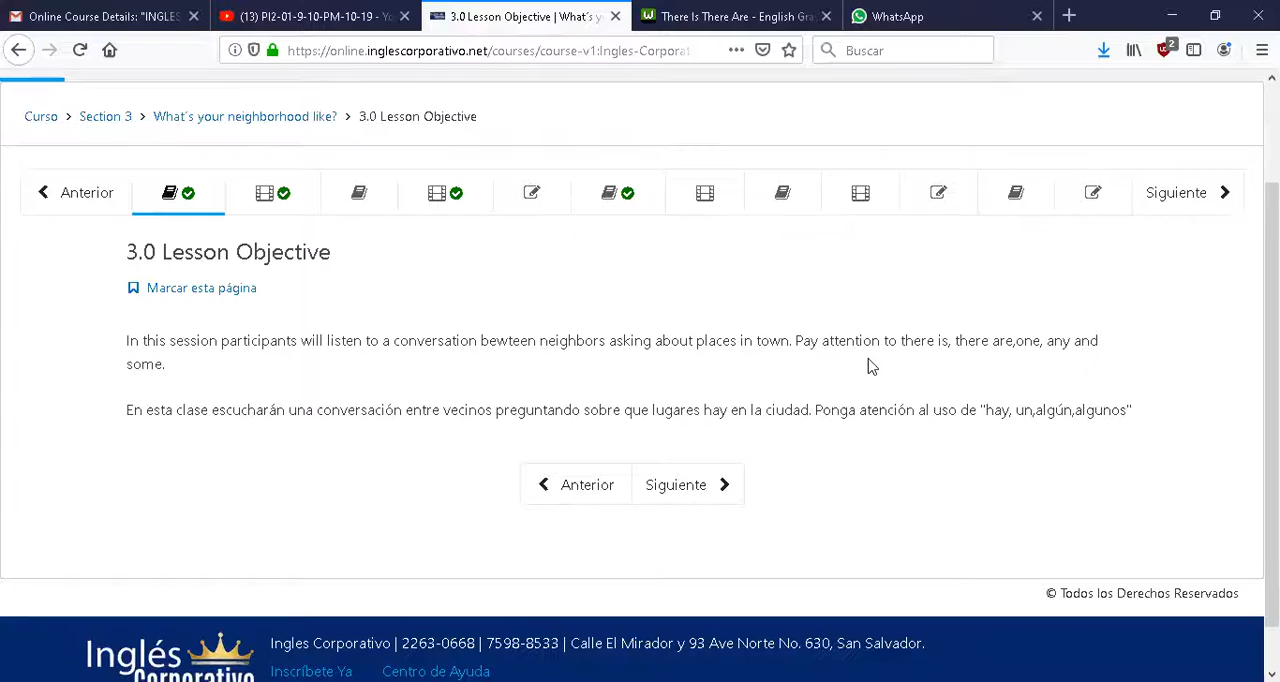 Online Course Details: "INGLES
(13) PI2-01-9-10-PM-10-19 - Yo
3.0 Lesson Objective | What´s yo
There Is There Are - English Gra
WhatsApp
https://online.inglescorporativo.net/courses/course-v1:Ingles-Corporat
Buscar
2
Curso > Section 3 > What´s your neighborhood like? > 3.0 Lesson Objective
Anterior
Siguiente
3.0 Lesson Objective
Marcar esta página
In this session participants will listen to a conversation bewteen neighbors asking about places in town. Pay attention to there is, there are,one, any and
some.
En esta clase escucharán una conversación entre vecinos preguntando sobre que lugares hay en la ciudad. Ponga atención al uso de "hay, un,algún,algunos"
Anterior
Siguiente
© Todos los Derechos Reservados
Inglés
Corporativo
Ingles Corporativo | 2263-0668 | 7598-8533 | Calle El Mirador y 93 Ave Norte No. 630, San Salvador.
Inscríbete Ya
Centro de Ayuda